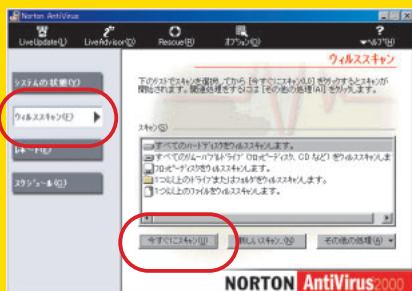 Norton AntiVirus
LiveUpdate(L) LiveAdvisor(D) Rescue(R) オプション(O) ヘルプ(H)
ウィルススキャン
システムの状態(Y)
ウィルススキャン(E)
レポート(E)
スケジュール(G)
下のリストでスキャンを選択してから [今すぐにスキャン(U)] をクリックするとスキャンが
開始されます。関連処理をするには [その他の処理(A)] をクリックします。
スキャン(S)
すべてのハードディスクをウィルススキャンします。
すべてのリムーバブルドライブ(フロッピーディスク、CD など)をウィルススキャンしま
フロッピーディスクをウィルススキャンします。
1つ以上のドライブまたはフォルダをウィルススキャンします。
1つ以上のファイルをウィルススキャンします。
今すぐにスキャン(U) 新しいスキャン(N) その他の処理(A)
NORTON AntiVirus 2000